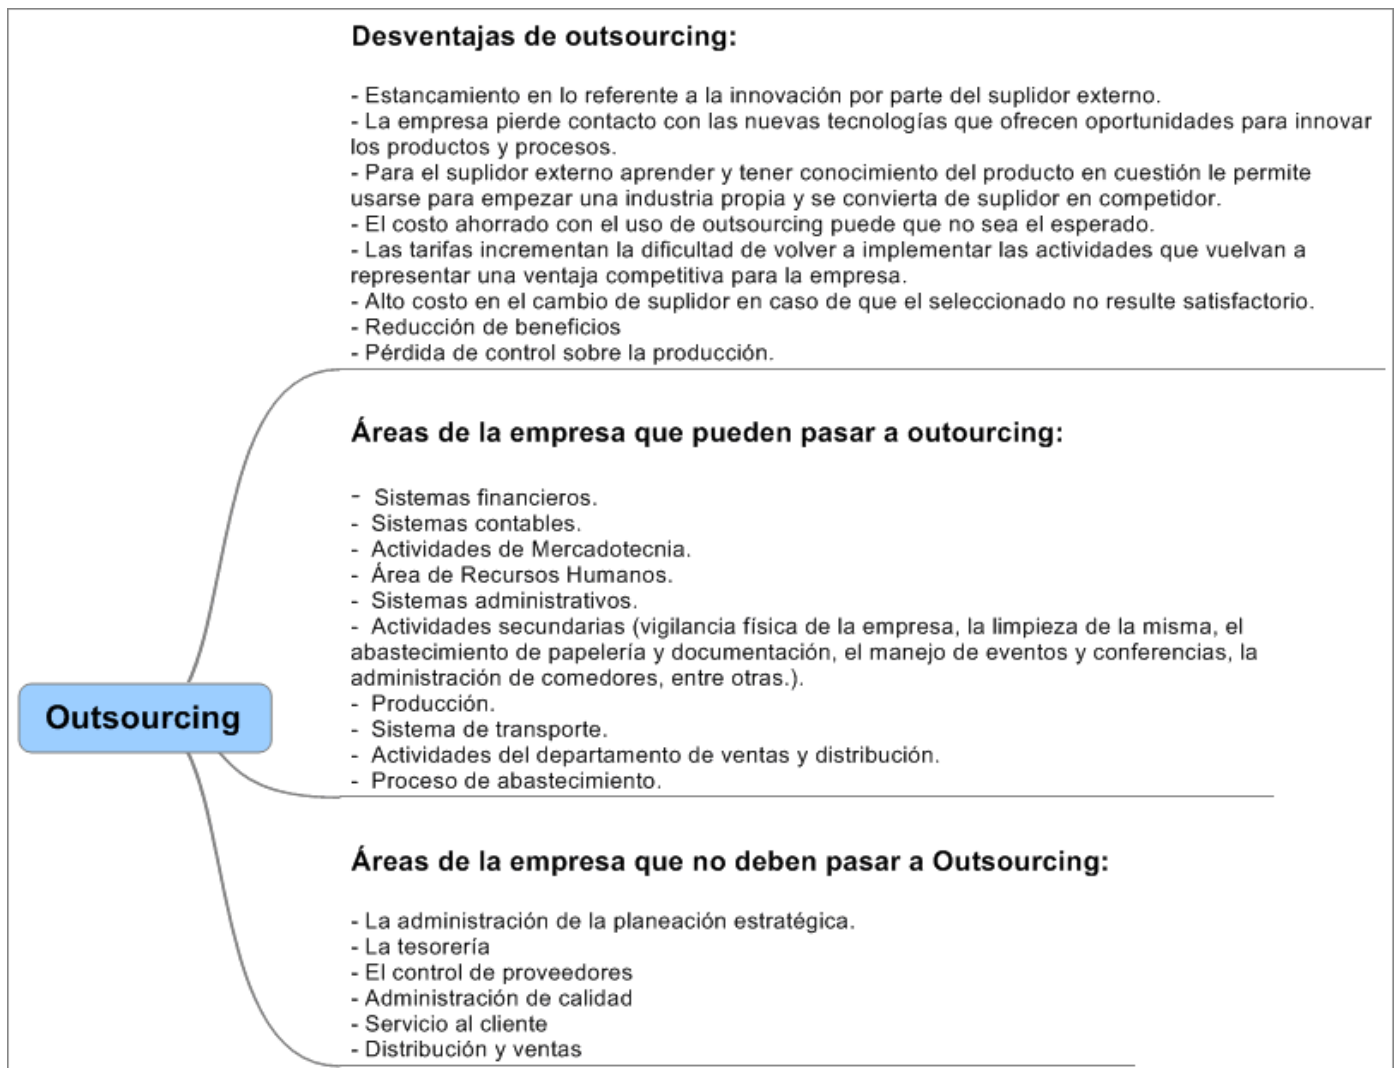 Desventajas de outsourcing:
- Estancamiento en lo referente a la innovación por parte del suplidor externo.
- La empresa pierde contacto con las nuevas tecnologías que ofrecen oportunidades para innovar
los productos y procesos.
- Para el suplidor externo aprender y tener conocimiento del producto en cuestión le permite
usarse para empezar una industria propia y se convierta de suplidor en competidor.
- El costo ahorrado con el uso de outsourcing puede que no sea el esperado.
- Las tarifas incrementan la dificultad de volver a implementar las actividades que vuelvan a
representar una ventaja competitiva para la empresa.
- Alto costo en el cambio de suplidor en caso de que el seleccionado no resulte satisfactorio.
- Reducción de beneficios
- Pérdida de control sobre la producción.
Áreas de la empresa que pueden pasar a outourcing:
- Sistemas financieros.
- Sistemas contables.
- Actividades de Mercadotecnia.
- Área de Recursos Humanos.
- Sistemas administrativos.
- Actividades secundarias (vigilancia física de la empresa, la limpieza de la misma, el
abastecimiento de papelería y documentación, el manejo de eventos y conferencias, la
administración de comedores, entre otras.).
- Producción.
- Sistema de transporte.
- Actividades del departamento de ventas y distribución.
- Proceso de abastecimiento.
Outsourcing
Áreas de la empresa que no deben pasar a Outsourcing:
- La administración de la planeación estratégica.
- La tesorería
- El control de proveedores
- Administración de calidad
- Servicio al cliente
- Distribución y ventas